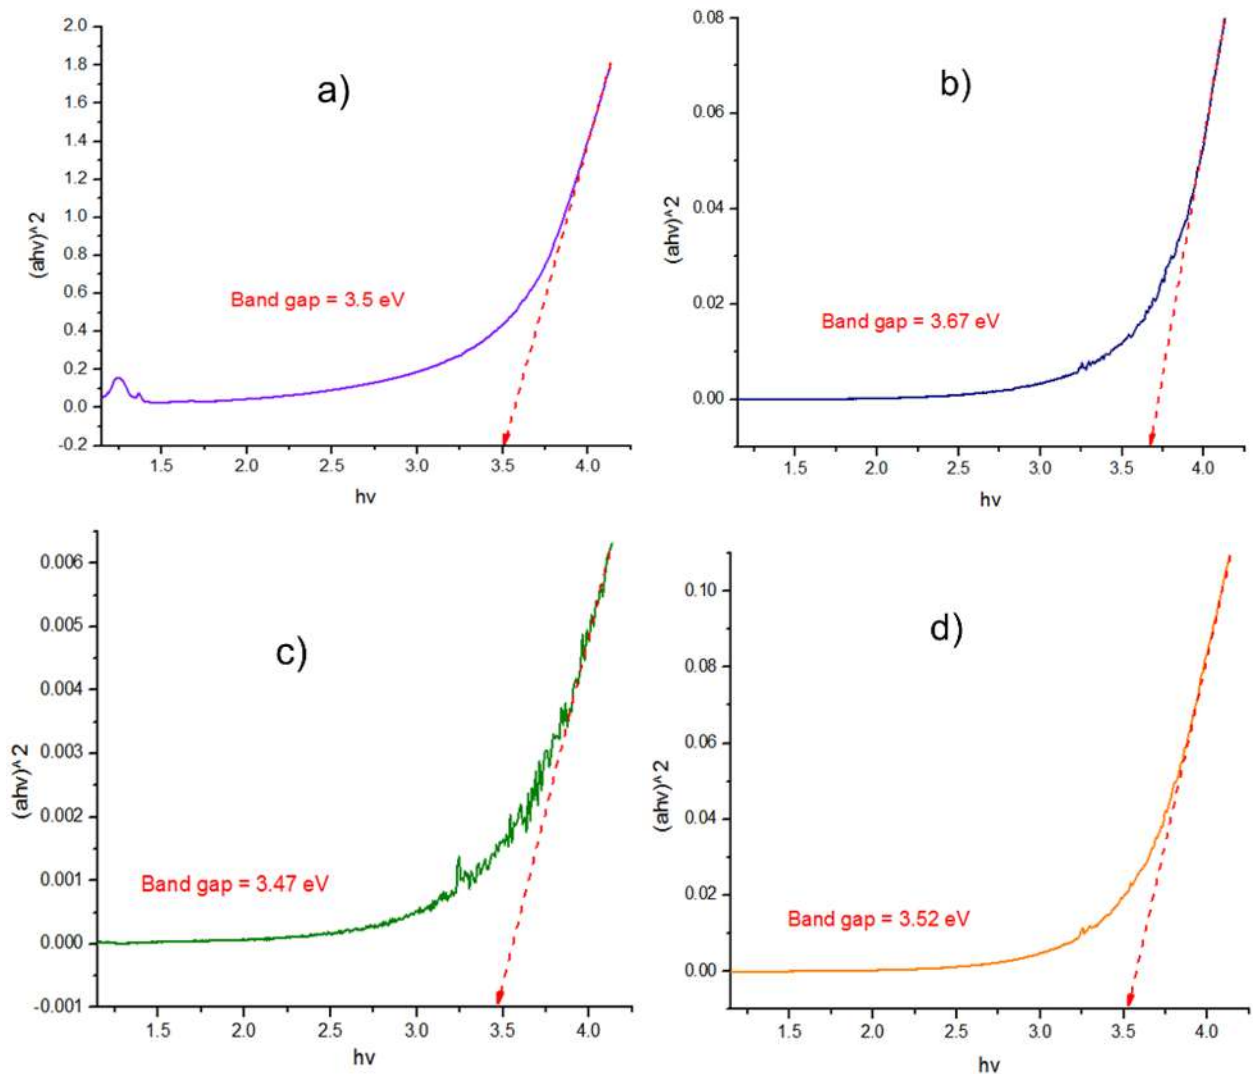 a)
2.0
1.8
1.6
1.4
1.2
1.0
0.8
0.6
0.4
0.2
0.0
-0.2
(ahv)^2
Band gap = 3.5 eV
1.5 2.0 2.5 3.0 3.5 4.0
hv
b)
0.08
0.06
0.04
0.02
0.00
(ahv)^2
Band gap = 3.67 eV
1.5 2.0 2.5 3.0 3.5 4.0
hv
c)
0.006
0.005
0.004
0.003
0.002
0.001
0.000
-0.001
(ahv)^2
Band gap = 3.47 eV
1.5 2.0 2.5 3.0 3.5 4.0
hv
d)
0.10
0.08
0.06
0.04
0.02
0.00
(ahv)^2
Band gap = 3.52 eV
1.5 2.0 2.5 3.0 3.5 4.0
hv